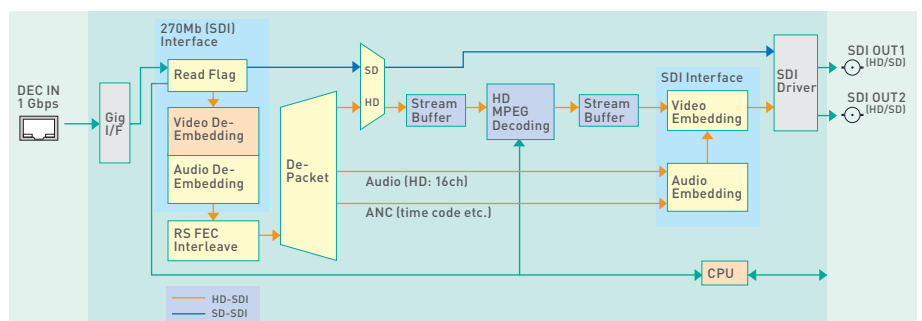 270Mb (SDI)
Interface
DEC IN
1 Gbps
Gig
I/F
Read Flag
Video De-
Embedding
Audio De-
Embedding
RS FEC
Interleave
De-
Packet
SD
HD
Stream
Buffer
HD
MPEG
Decoding
Stream
Buffer
Audio (HD: 16ch)
ANC (time code etc.)
SDI Interface
Video
Embedding
Audio
Embedding
SDI
Driver
SDI OUT1
(HD/SD)
SDI OUT2
(HD/SD)
CPU
HD-SDI
SD-SDI